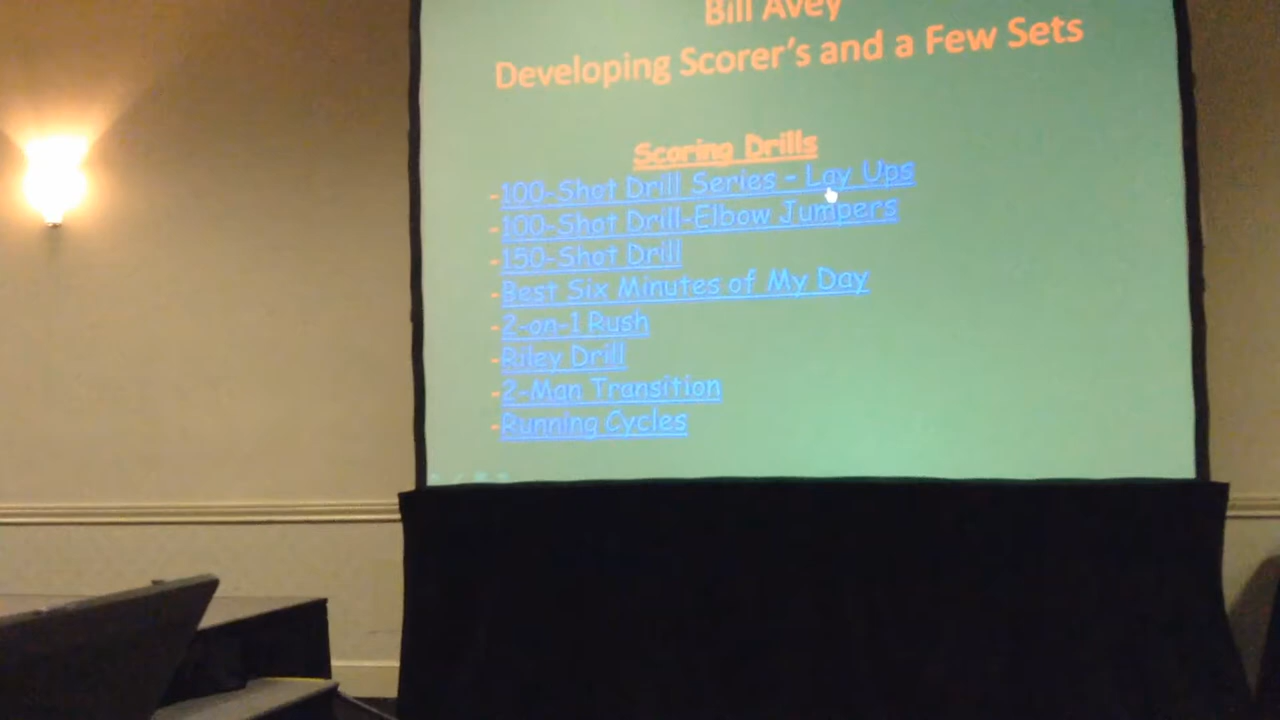 Bill Avey
Developing Scorer's and a Few Sets
Scoring Drills
-100-Shot Drill Series - Lay Ups
-100-Shot Drill-Elbow Jumpers
-150-Shot Drill
-Best Six Minutes of My Day
-2-on-1 Rush
-Riley Drill
-2-Man Transition
-Running Cycles